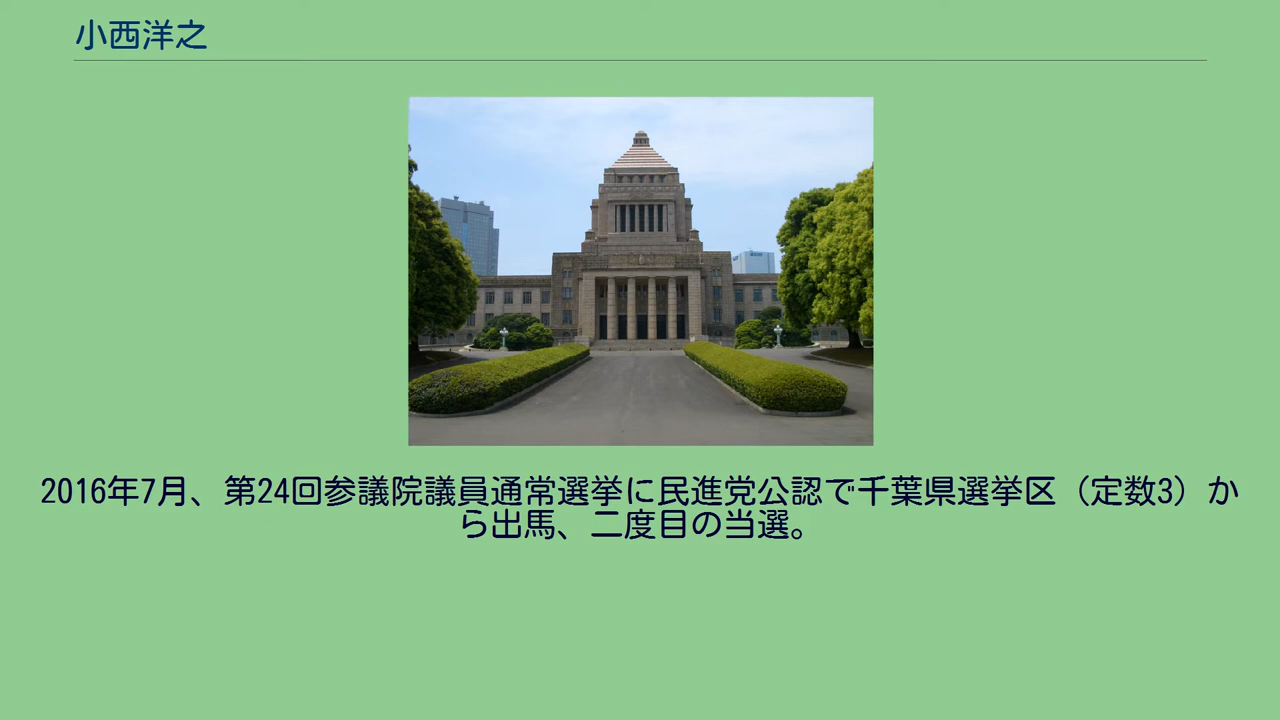 小西洋之
2016年7月、第24回参議院議員通常選挙に民進党公認で千葉県選挙区（定数3）か
ら出馬、二度目の当選。